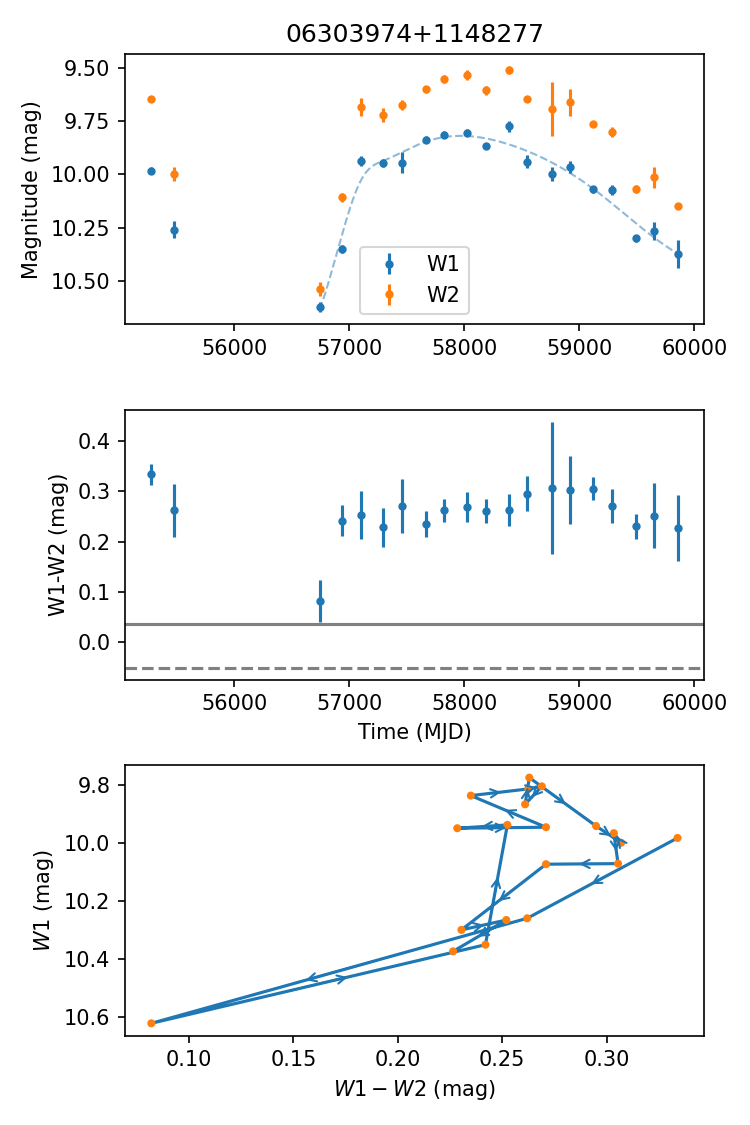 06303974+1148277
Magnitude (mag)
9.50
9.75
10.00
10.25
10.50
W1
W2
56000 57000 58000 59000 60000
W1-W2 (mag)
0.4
0.3
0.2
0.1
0.0
56000 57000 58000 59000 60000
Time (MJD)
W1 (mag)
9.8
10.0
10.2
10.4
10.6
0.10 0.15 0.20 0.25 0.30
W1 − W2 (mag)